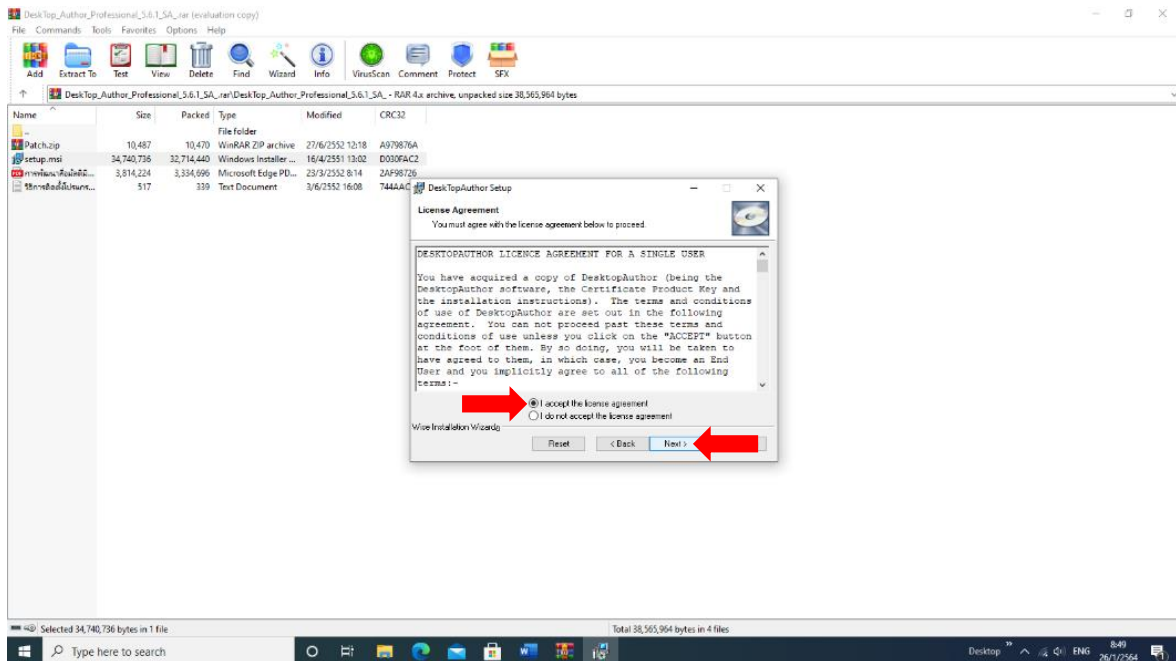 DeskTop_Author_Professional_5.6.1_SA_.rar (evaluation copy)
File Commands Tools Favorites Options Help
Add Extract To Test View Delete Find Wizard Info VirusScan Comment Protect SFX
DeskTop_Author_Professional_5.6.1_SA_.rar\DeskTop_Author_Professional_5.6.1_SA_ - RAR 4.x archive, unpacked size 38,565,964 bytes
Name Size Packed Type Modified CRC32
.. File folder
Patch.zip 10,487 10,470 WinRAR ZIP archive 27/6/2552 12:18 A979876A
setup.msi 34,740,736 32,714,440 Windows Installer ... 16/4/2551 13:02 D030FAC2
3,814,224 3,334,696 Microsoft Edge PD... 23/3/2552 8:14 2AF98726
517 339 Text Document 3/6/2552 16:08 744AAC
DeskTopAuthor Setup
License Agreement
You must agree with the license agreement below to proceed.
DESKTOPAUTHOR LICENCE AGREEMENT FOR A SINGLE USER
You have acquired a copy of DesktopAuthor (being the
DesktopAuthor software, the Certificate Product Key and
the installation instructions). The terms and conditions
of use of DesktopAuthor are set out in the following
agreement. You can not proceed past these terms and
conditions of use unless you click on the "ACCEPT" button
at the foot of them. By so doing, you will be taken to
have agreed to them, in which case, you become an End
User and you implicitly agree to all of the following
terms:-
I accept the license agreement
I do not accept the license agreement
Wise Installation Wizard®
Reset < Back Next >
Selected 34,740,736 bytes in 1 file Total 38,565,964 bytes in 4 files
Type here to search Desktop ENG 8:49
26/1/2564